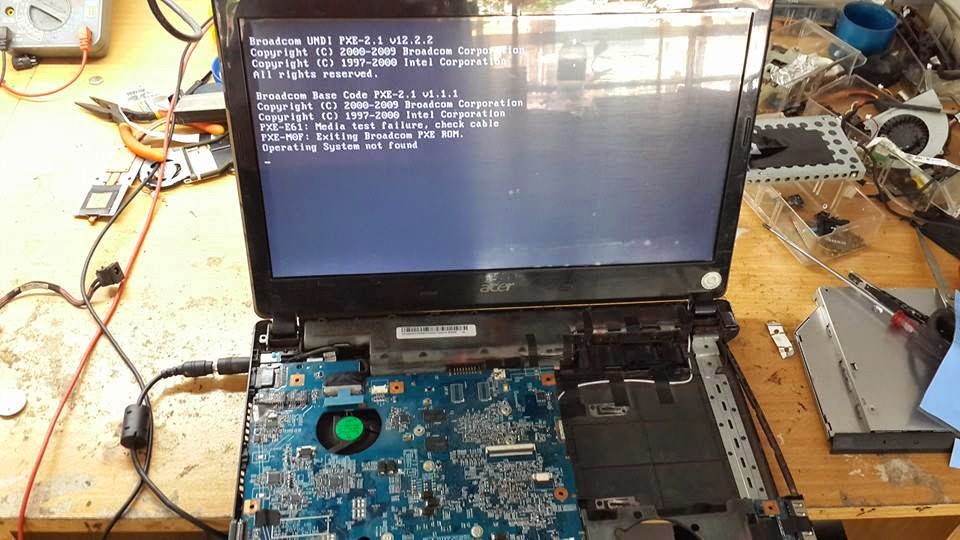 Broadcom UNDI PXE-2.1 v12.2.2
Copyright (C) 2000-2009 Broadcom Corporation
Copyright (C) 1997-2000 Intel Corporation
All rights reserved.
Broadcom Base Code PXE-2.1 v1.1.1
Copyright (C) 2000-2009 Broadcom Corporation
Copyright (C) 1997-2000 Intel Corporation
PXE-E61: Media test failure, check cable
PXE-M0F: Exiting Broadcom PXE ROM.
Operating System not found
acer